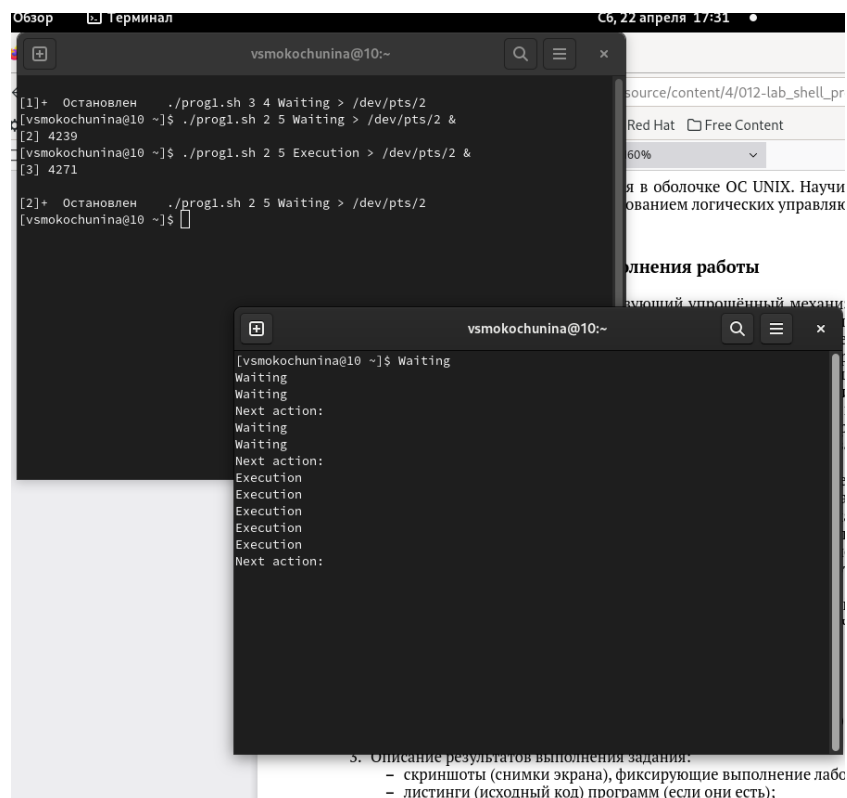 Обзор
Терминал
Сб, 22 апреля 17:31
vsmokochunina@10:~
[1]+ Остановлен ./prog1.sh 3 4 Waiting > /dev/pts/2
[vsmokochunina@10 ~]$ ./prog1.sh 2 5 Waiting > /dev/pts/2 &
[2] 4239
[vsmokochunina@10 ~]$ ./prog1.sh 2 5 Execution > /dev/pts/2 &
[3] 4271
[2]+ Остановлен ./prog1.sh 2 5 Waiting > /dev/pts/2
[vsmokochunina@10 ~]$
source/content/4/012-lab_shell_pr
Red Hat Free Content
60%
я в оболочке ОС UNIX. Научи
ованием логических управляю
олнения работы
зующий упрощённый механи
vsmokochunina@10:~
[vsmokochunina@10 ~]$ Waiting
Waiting
Waiting
Next action:
Waiting
Waiting
Next action:
Execution
Execution
Execution
Execution
Execution
Next action:
3. Описание результатов выполнения задания:
– скриншоты (снимки экрана), фиксирующие выполнение лабо
– листинги (исходный код) программ (если они есть);